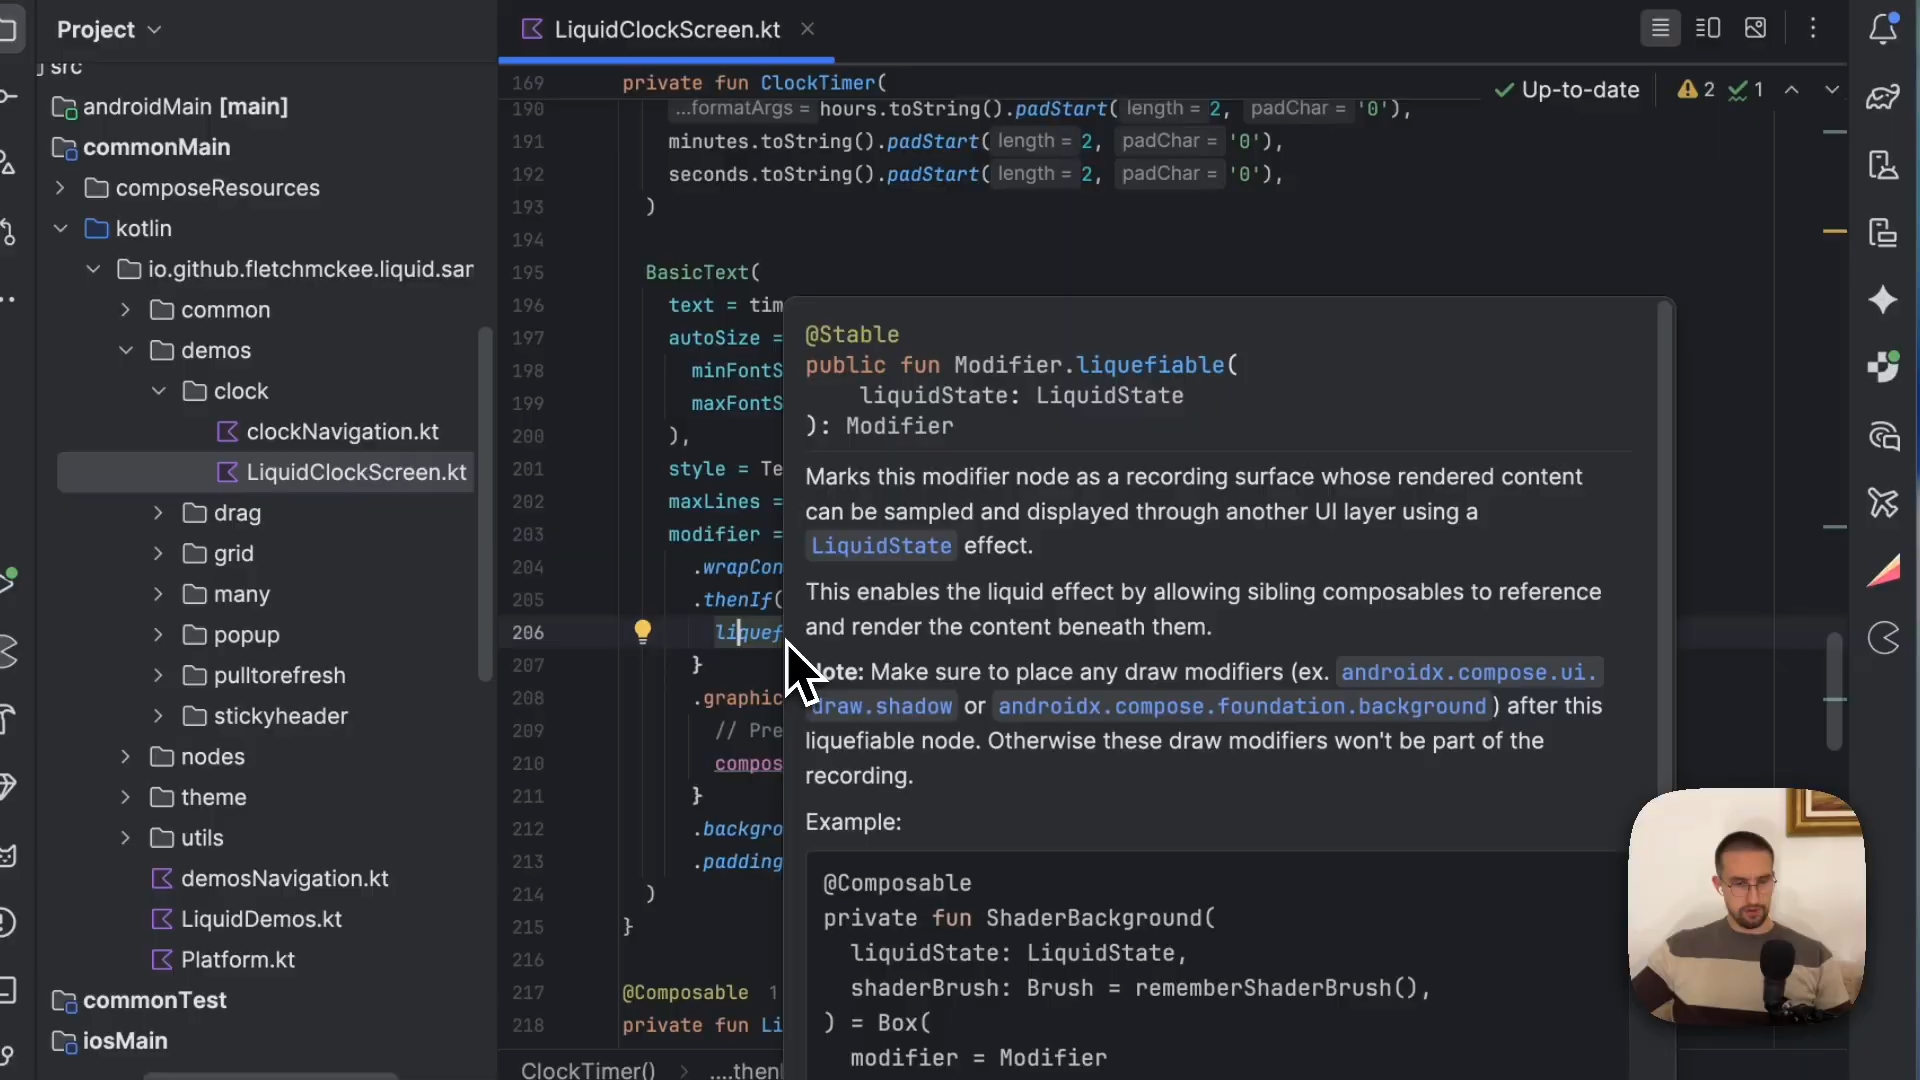 Project
src
androidMain [main]
commonMain
composeResources
kotlin
io.github.fletchmckee.liquid.sam
common
demos
clock
clockNavigation.kt
LiquidClockScreen.kt
drag
grid
many
popup
pulltorefresh
stickyheader
nodes
theme
utils
demosNavigation.kt
LiquidDemos.kt
Platform.kt
commonTest
iosMain
LiquidClockScreen.kt
Up-to-date 2 1
169 private fun ClockTimer(
190 ...formatArgs = hours.toString().padStart( length = 2, padChar = '0'),
191 minutes.toString().padStart( length = 2, padChar = '0'),
192 seconds.toString().padStart( length = 2, padChar = '0'),
193 )
194
195 BasicText(
196 text = tim
197 autoSize =
198 minFontS
199 maxFontS
200 ),
201 style = Te
202 maxLines =
203 modifier =
204 .wrapCon
205 .thenIf(
206 liquef
207 }
208 .graphic
209 // Pre
210 compos
211 }
212 .backgro
213 .padding
214 )
215 }
216
217 @Composable 1
218 private fun Li
@Stable
public fun Modifier.liquefiable(
liquidState: LiquidState
): Modifier
Marks this modifier node as a recording surface whose rendered content
can be sampled and displayed through another UI layer using a
LiquidState effect.
This enables the liquid effect by allowing sibling composables to reference
and render the content beneath them.
ote: Make sure to place any draw modifiers (ex. androidx.compose.ui.
draw.shadow or androidx.compose.foundation.background) after this
liquefiable node. Otherwise these draw modifiers won't be part of the
recording.
Example:
@Composable
private fun ShaderBackground(
liquidState: LiquidState,
shaderBrush: Brush = rememberShaderBrush(),
) = Box(
modifier = Modifier
ClockTimer() ....then